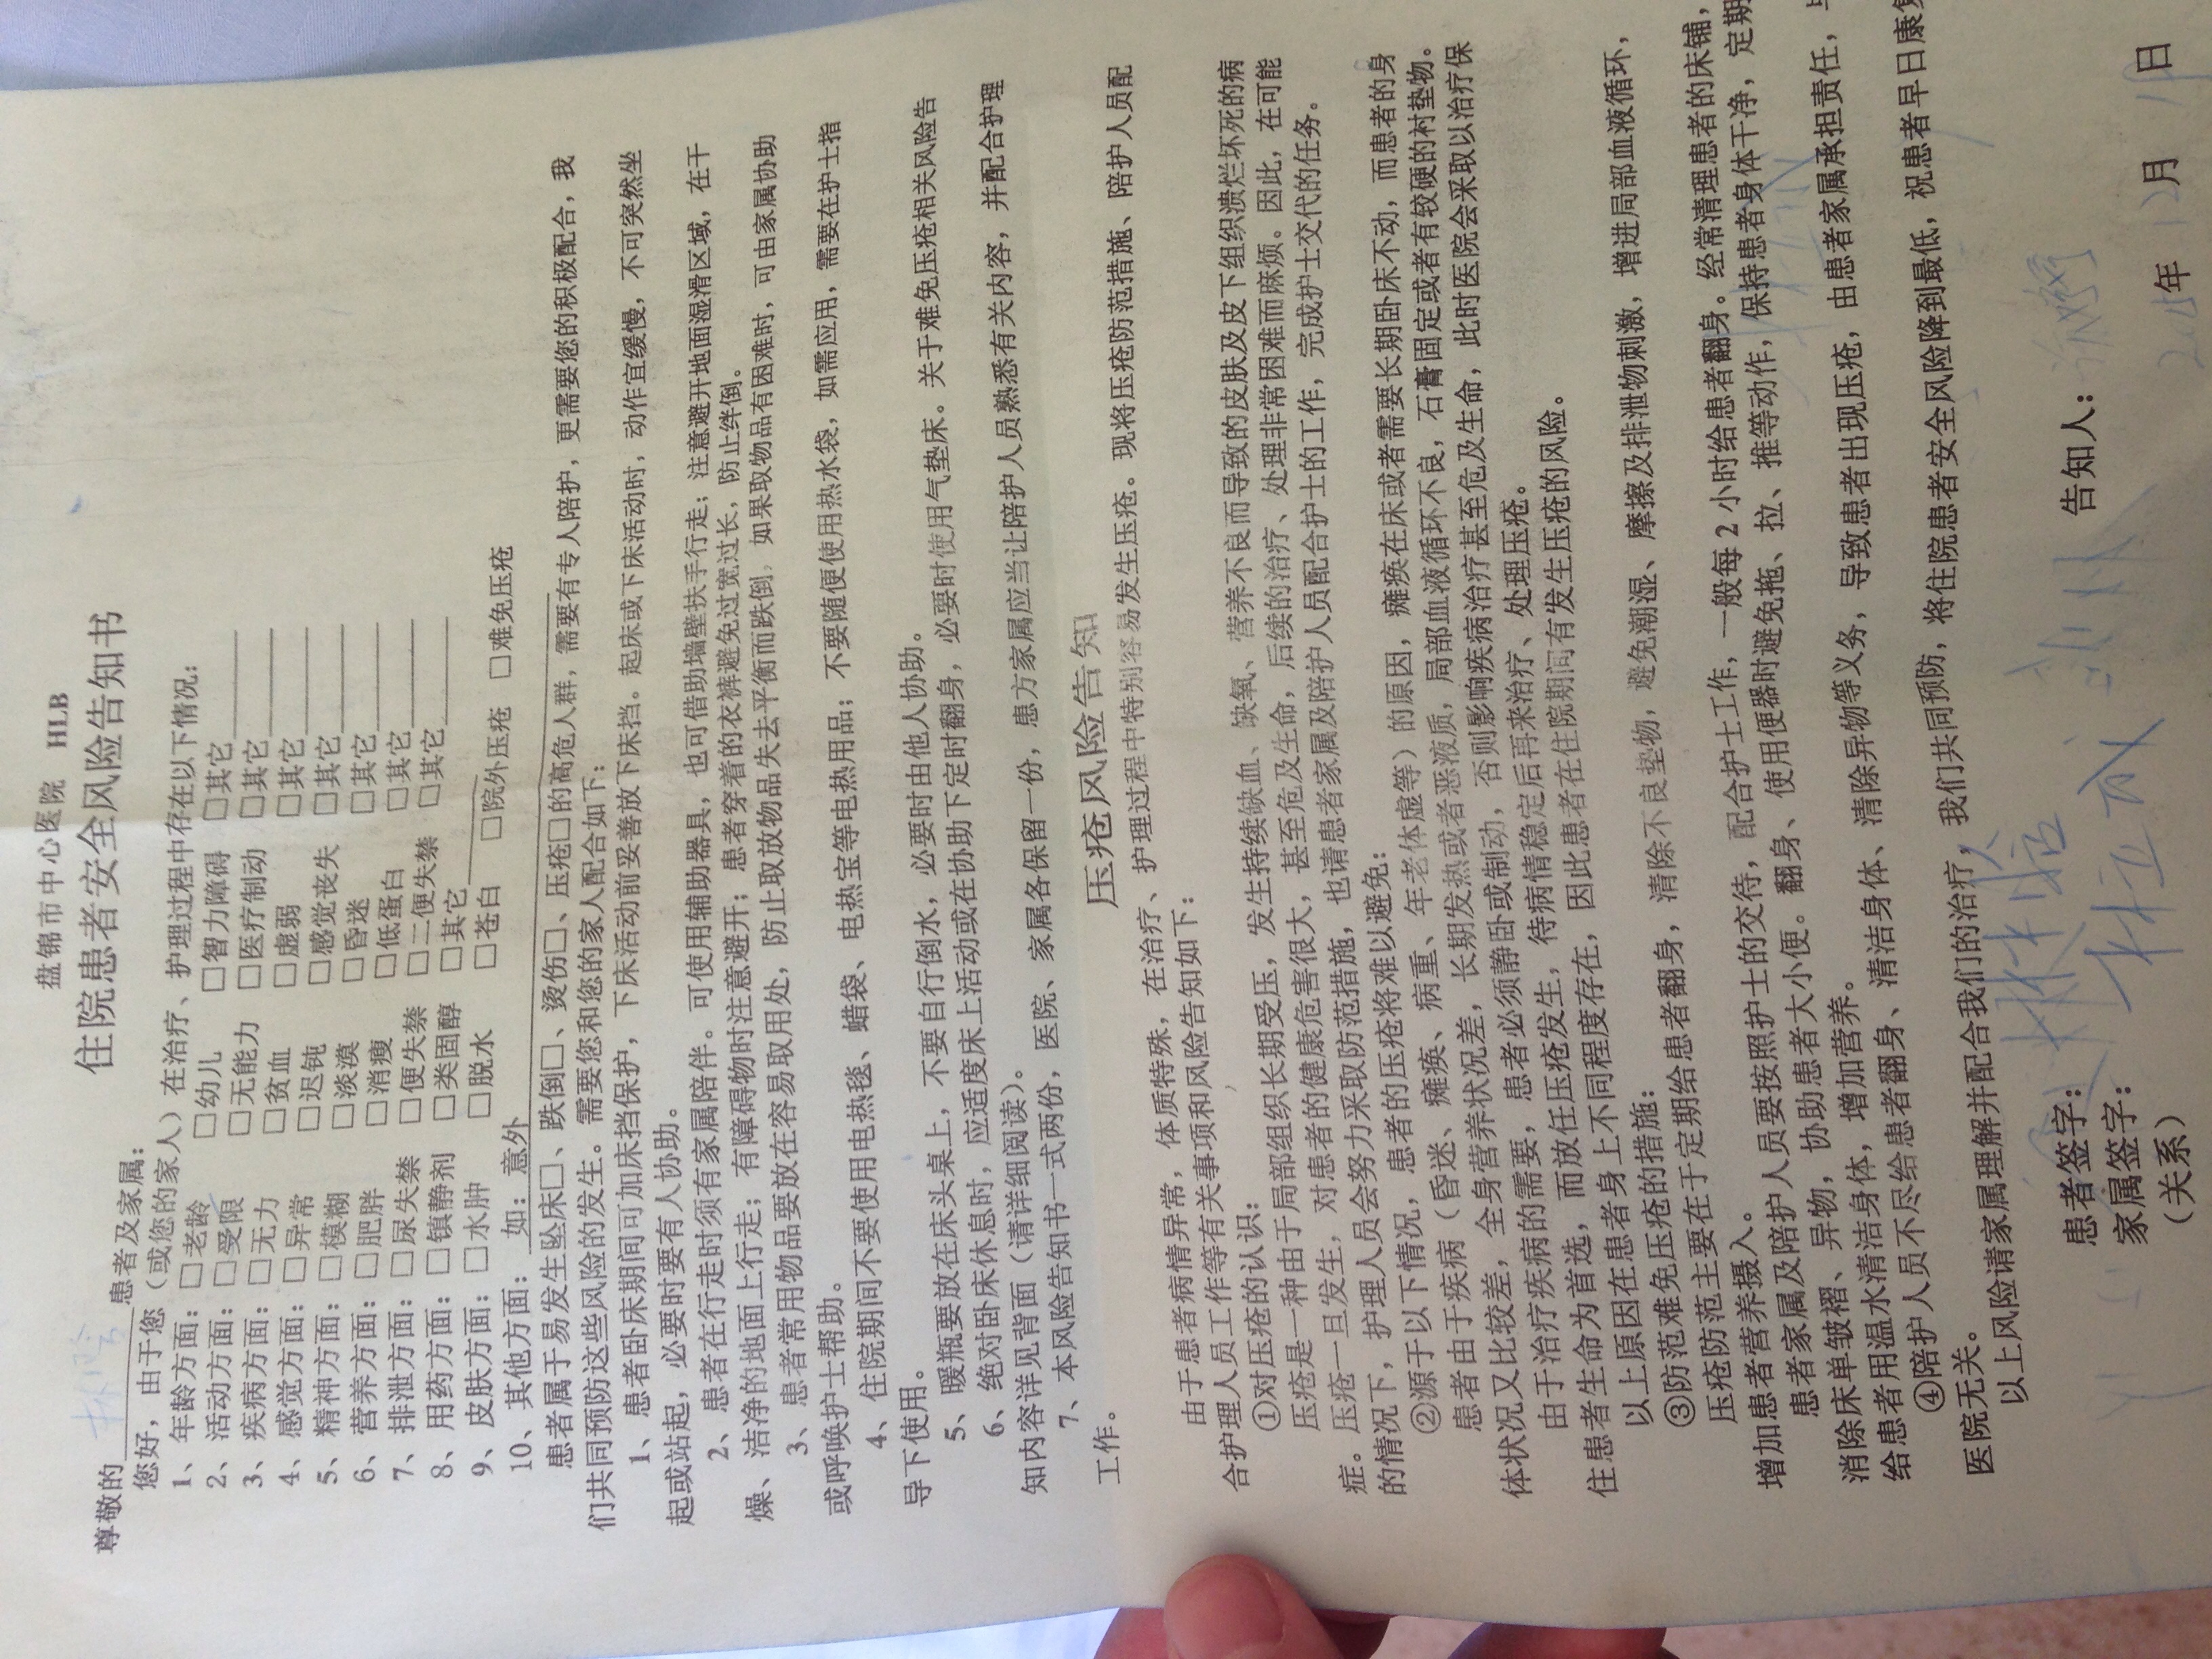 盘锦市中心医院 HLB
住院患者安全风险告知书
尊敬的 林晗 患者及家属：
您好，由于您（或您的家人）在治疗、护理过程中存在以下情况：
1、年龄方面：□老龄 □幼儿 □智力障碍 □其它______
2、活动方面：□受限 □无能力 □医疗制动 □其它______
3、疾病方面：□无力 □贫血 □虚弱 □其它______
4、感觉方面：□异常 □迟钝 □感觉丧失 □其它______
5、精神方面：□模糊 □淡漠 □昏迷 □其它______
6、营养方面：□肥胖 □消瘦 □低蛋白 □其它______
7、排泄方面：□尿失禁 □便失禁 □二便失禁 □其它______
8、用药方面：□镇静剂 □类固醇 □其它______
9、皮肤方面：□水肿 □脱水 □苍白 □院外压疮 □难免压疮
10、其他方面： 如：意外
患者属于易发生坠床□、跌倒□、烫伤□、压疮□的高危人群，需要有专人陪护，更需要您的积极配合，我
们共同预防这些风险的发生。需要您和您的家人配合如下：
1、患者卧床期间可加床挡保护，下床活动前妥善放下床挡。起床或下床活动时，动作宜缓慢，不可突然坐
起或站起，必要时要有人协助。
2、患者在行走时须有家属陪伴。可使用辅助器具，也可借助墙壁扶手行走；注意避开地面湿滑区域，在干
燥、洁净的地面上行走；有障碍物时注意避开；患者穿着的衣裤避免过宽过长，防止绊倒。
3、患者常用物品要放在容易取用处，防止取放物品失去平衡而跌倒。如果取物品有困难时，可由家属协助
或呼唤护士帮助。
4、住院期间不要使用电热毯、蜡袋、电热宝等电热用品；不要随便使用热水袋，如需应用，需要在护士指
导下使用。
5、暖瓶要放在床头桌上，不要自行倒水，必要时由他人协助。
6、绝对卧床休息时，应适度床上活动或在协助下定时翻身，必要时使用气垫床。关于难免压疮相关风险告
知内容详见背面（请详细阅读）。
7、本风险告知书一式两份，医院、家属各保留一份，患方家属应当让陪护人员熟悉有关内容，并配合护理
工作。
压疮风险告知
由于患者病情异常，体质特殊，在治疗、护理过程中特别容易发生压疮。现将压疮防范措施、陪护人员配
合护理人员工作等有关事项和风险告知如下：
①对压疮的认识：
压疮是一种由于局部组织长期受压，发生持续缺血、缺氧、营养不良而导致的皮肤及皮下组织溃烂坏死的病
症。压疮一旦发生，对患者的健康危害很大，甚至危及生命，后续的治疗、处理非常困难而麻烦。因此，在可能
的情况下，护理人员会努力采取防范措施，也请患者家属及陪护人员配合护士的工作，完成护士交代的任务。
②源于以下情况，患者的压疮将难以避免：
患者由于疾病（昏迷、瘫痪、病重、年老体虚等）的原因，瘫痪在床或者需要长期卧床不动，而患者的身
体状况又比较差，全身营养状况差，长期发热或者恶液质，局部血液循环不良，石膏固定或者有较硬的衬垫物。
由于治疗疾病的需要，患者必须静卧或制动，否则影响疾病治疗甚至危及生命，此时医院会采取以治疗保
住患者生命为首选，而放任压疮发生，待病情稳定后再来治疗、处理压疮。
以上原因在患者身上不同程度存在，因此患者在住院期间有发生压疮的风险。
③防范难免压疮的措施：
压疮防范主要在于定期给患者翻身，清除不良垫物，避免潮湿、摩擦及排泄物刺激，增进局部血液循环，
增加患者营养摄入。
患者家属及陪护人员要按照护士的交待，配合护士工作，一般每2小时给患者翻身。经常清理患者的床铺，
消除床单皱褶、异物，协助患者大小便。翻身、使用便器时避免拖、拉、推等动作，保持患者身体干净，定期
给患者用温水清洁身体，增加营养。
④陪护人员不尽给患者翻身、清洁身体、清除异物等义务，导致患者出现压疮，由患者家属承担责任，与
医院无关。
以上风险请家属理解并配合我们的治疗，我们共同预防，将住院患者安全风险降到最低，祝患者早日康复
患者签字： 林晗
家属签字： 林立成
（关系）
告知人：
2015年 12月 日